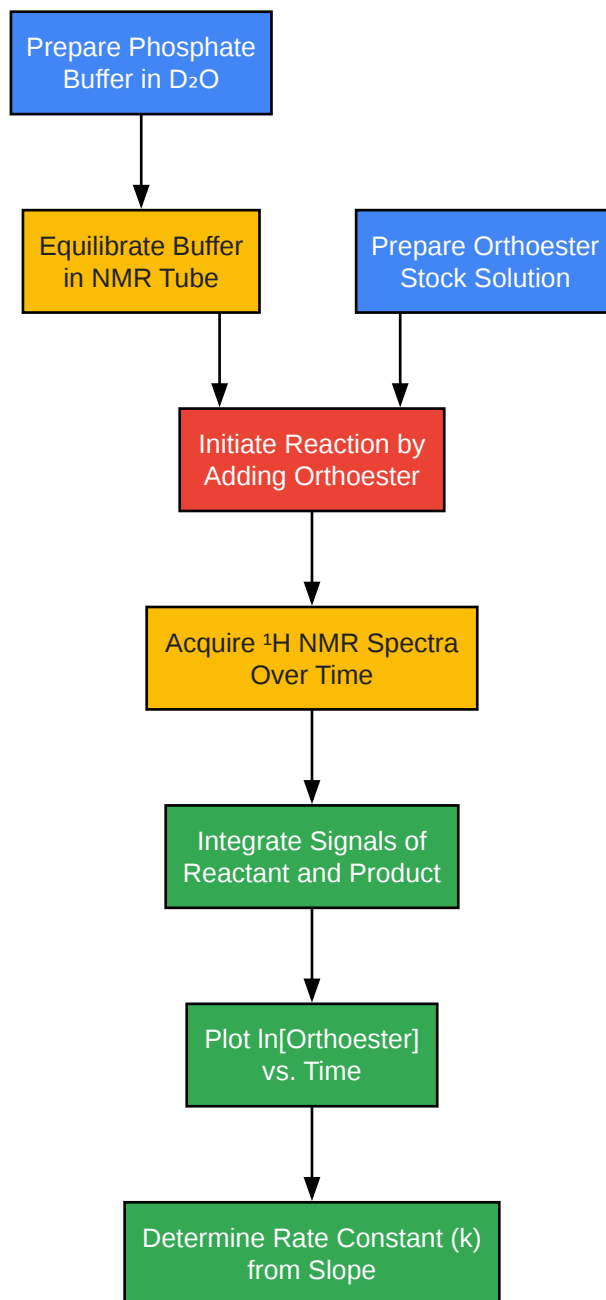 Prepare Phosphate
Buffer in D₂O
Equilibrate Buffer
in NMR Tube
Prepare Orthoester
Stock Solution
Initiate Reaction by
Adding Orthoester
Acquire ¹H NMR Spectra
Over Time
Integrate Signals of
Reactant and Product
Plot ln[Orthoester]
vs. Time
Determine Rate Constant (k)
from Slope